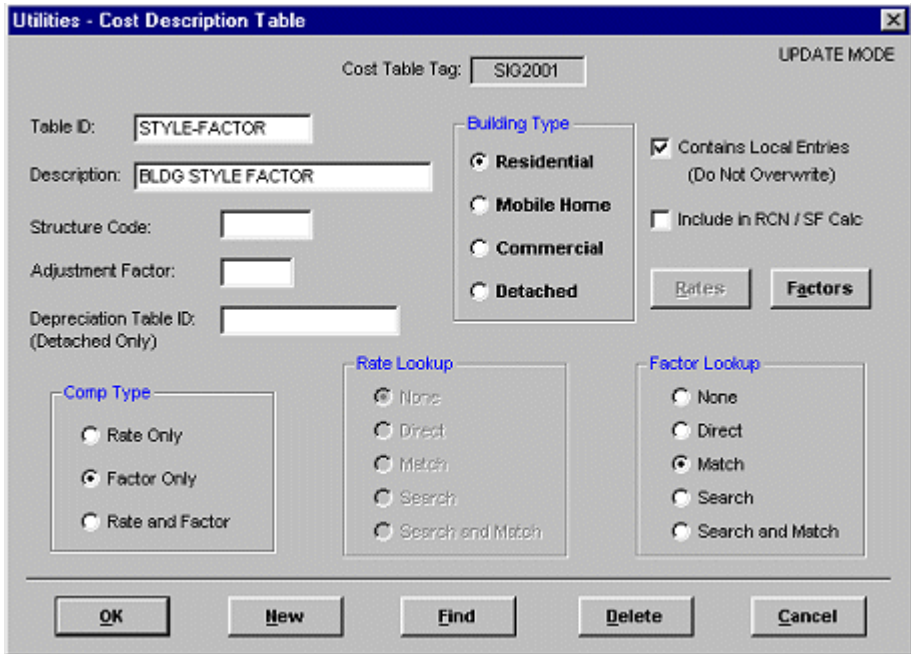 Utilities - Cost Description Table
UPDATE MODE
Cost Table Tag: SIG2001
Table ID: STYLE-FACTOR
Description: BLDG STYLE FACTOR
Structure Code:
Adjustment Factor:
Depreciation Table ID:
(Detached Only)
Building Type
Residential
Mobile Home
Commercial
Detached
Contains Local Entries
(Do Not Overwrite)
Include in RCN / SF Calc
Rates Factors
Comp Type
Rate Only
Factor Only
Rate and Factor
Rate Lookup
None
Direct
Match
Search
Search and Match
Factor Lookup
None
Direct
Match
Search
Search and Match
OK New Find Delete Cancel